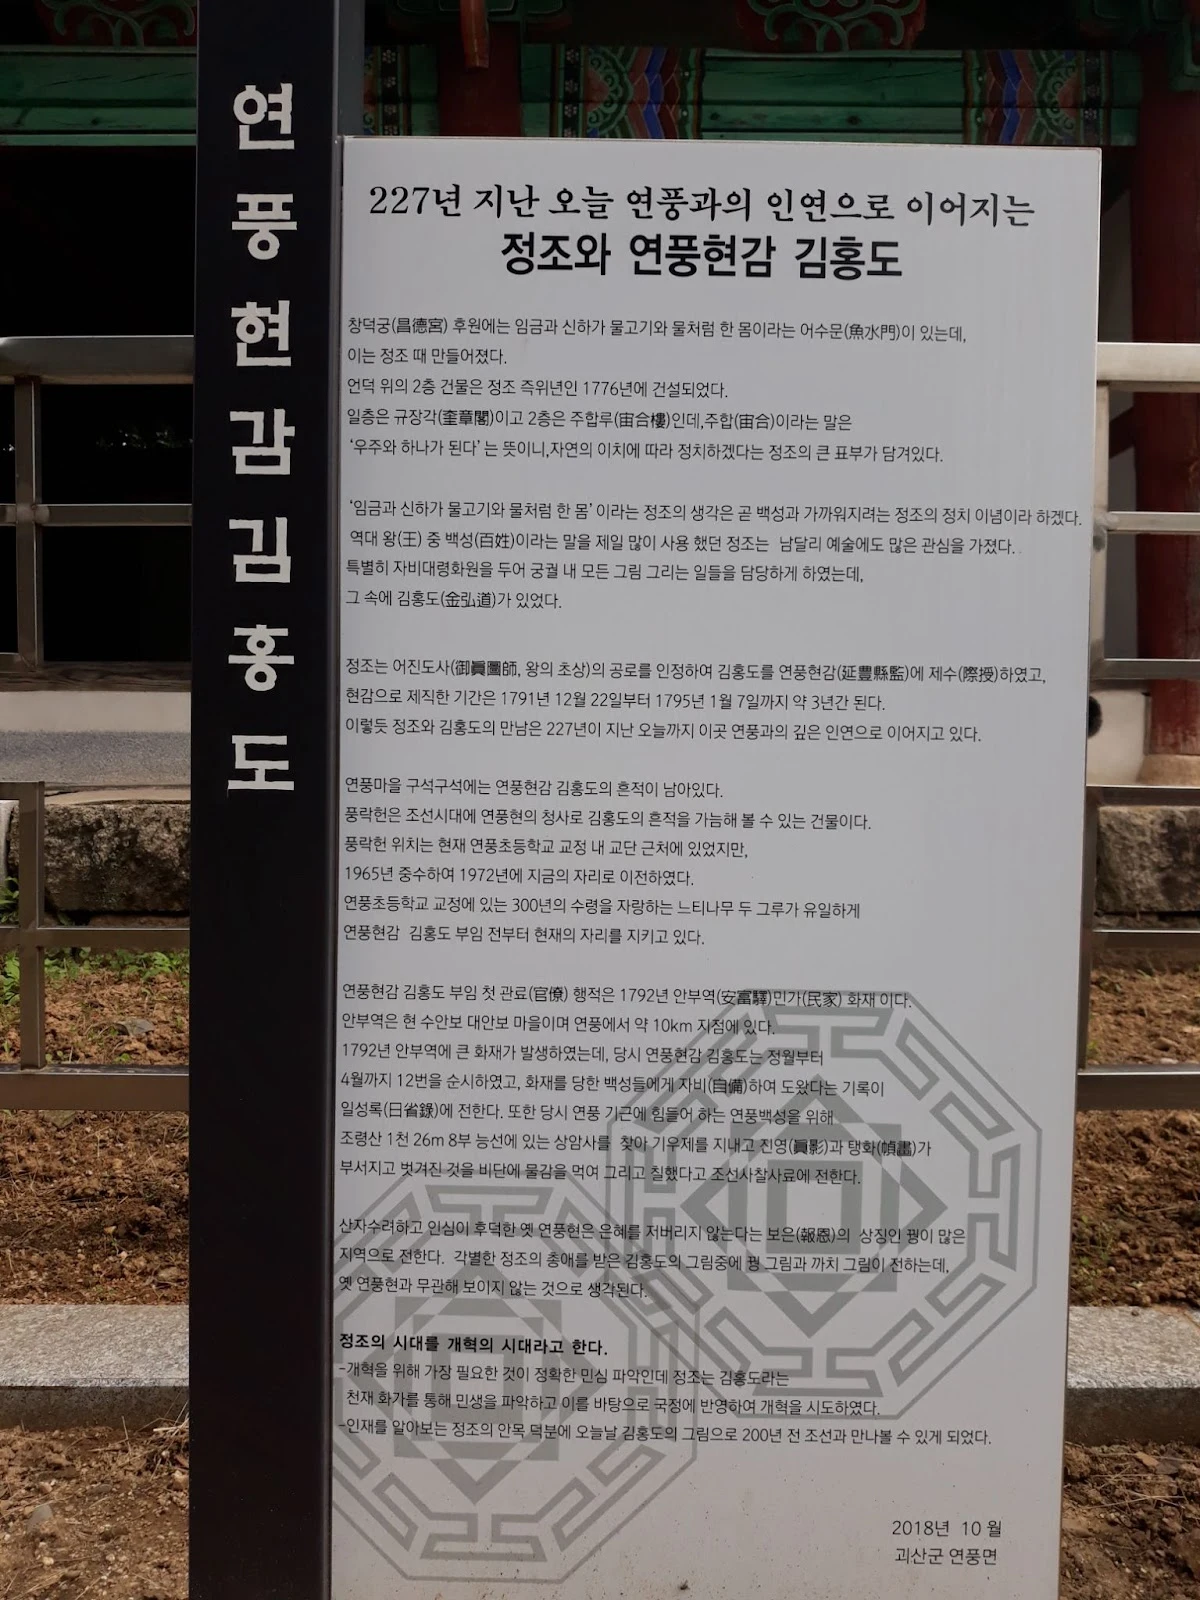 연풍현감김홍도
227년 지난 오늘 연풍과의 인연으로 이어지는
정조와 연풍현감 김홍도
창덕궁(昌德宮) 후원에는 임금과 신하가 물고기와 물처럼 한 몸이라는 어수문(魚水門)이 있는데,
이는 정조 때 만들어졌다.
언덕 위의 2층 건물은 정조 즉위년인 1776년에 건설되었다.
일층은 규장각(奎章閣)이고 2층은 주합루(宙合樓)인데,주합(宙合)이라는 말은
'우주와 하나가 된다' 는 뜻이니,자연의 이치에 따라 정치하겠다는 정조의 큰 표부가 담겨있다.
'임금과 신하가 물고기와 물처럼 한 몸' 이라는 정조의 생각은 곧 백성과 가까워지려는 정조의 정치 이념이라 하겠다.
역대 왕(王) 중 백성(百姓)이라는 말을 제일 많이 사용 했던 정조는 남달리 예술에도 많은 관심을 가졌다.
특별히 자비대령화원을 두어 궁궐 내 모든 그림 그리는 일들을 담당하게 하였는데,
그 속에 김홍도(金弘道)가 있었다.
정조는 어진도사(御眞圖師, 왕의 초상)의 공로를 인정하여 김홍도를 연풍현감(延豊縣監)에 제수(際授)하였고,
현감으로 제직한 기간은 1791년 12월 22일부터 1795년 1월 7일까지 약 3년간 된다.
이렇듯 정조와 김홍도의 만남은 227년이 지난 오늘까지 이곳 연풍과의 깊은 인연으로 이어지고 있다.
연풍마을 구석구석에는 연풍현감 김홍도의 흔적이 남아있다.
풍락헌은 조선시대에 연풍현의 청사로 김홍도의 흔적을 가늠해 볼 수 있는 건물이다.
풍락헌 위치는 현재 연풍초등학교 교정 내 교단 근처에 있었지만,
1965년 중수하여 1972년에 지금의 자리로 이전하였다.
연풍초등학교 교정에 있는 300년의 수령을 자랑하는 느티나무 두 그루가 유일하게
연풍현감 김홍도 부임 전부터 현재의 자리를 지키고 있다.
연풍현감 김홍도 부임 첫 관료(官僚) 행적은 1792년 안부역(安富驛)민가(民家) 화재 이다.
안부역은 현 수안보 대안보 마을이며 연풍에서 약 10km 지점에 있다.
1792년 안부역에 큰 화재가 발생하였는데, 당시 연풍현감 김홍도는 정월부터
4월까지 12번을 순시하였고, 화재를 당한 백성들에게 자비(自備)하여 도왔다는 기록이
일성록(日省錄)에 전한다. 또한 당시 연풍 기근에 힘들어 하는 연풍백성을 위해
조령산 1천 26m 8부 능선에 있는 상암사를 찾아 기우제를 지내고 진영(眞影)과 탱화(幀畵)가
부서지고 벗겨진 것을 비단에 물감을 먹여 그리고 칠했다고 조선사찰사료에 전한다.
산자수려하고 인심이 후덕한 옛 연풍현은 은혜를 저버리지 않는다는 보은(報恩)의 상징인 꿩이 많은
지역으로 전한다. 각별한 정조의 총애를 받은 김홍도의 그림중에 꿩 그림과 까치 그림이 전하는데,
옛 연풍현과 무관해 보이지 않는 것으로 생각된다.
정조의 시대를 개혁의 시대라고 한다.
-개혁을 위해 가장 필요한 것이 정확한 민심 파악인데 정조는 김홍도라는
천재 화가를 통해 민생을 파악하고 이를 바탕으로 국정에 반영하여 개혁을 시도하였다.
-인재를 알아보는 정조의 안목 덕분에 오늘날 김홍도의 그림으로 200년 전 조선과 만나볼 수 있게 되었다.
2018년 10 월
괴산군 연풍면